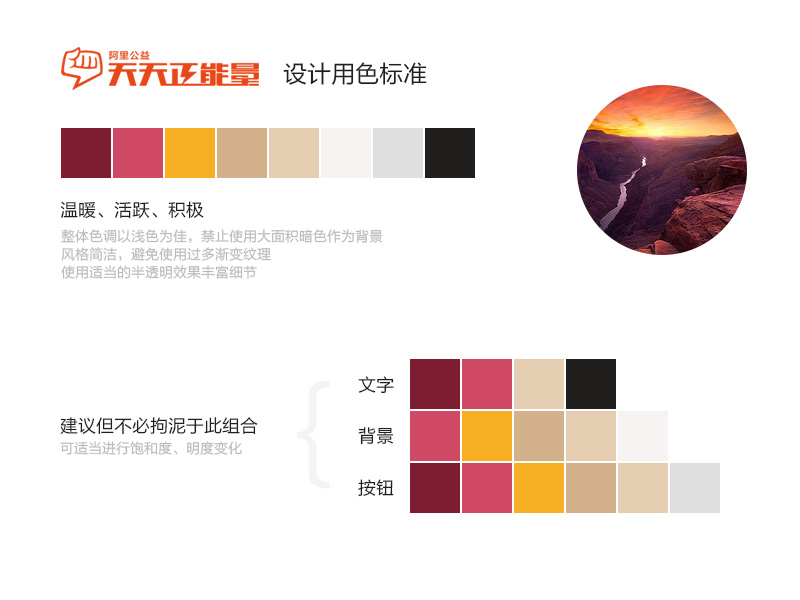 阿里公益
天天正能量
设计用色标准
温暖、活跃、积极
整体色调以浅色为佳，禁止使用大面积暗色作为背景
风格简洁，避免使用过多渐变纹理
使用适当的半透明效果丰富细节
文字
建议但不必拘泥于此组合
可适当进行饱和度、明度变化
背景
按钮